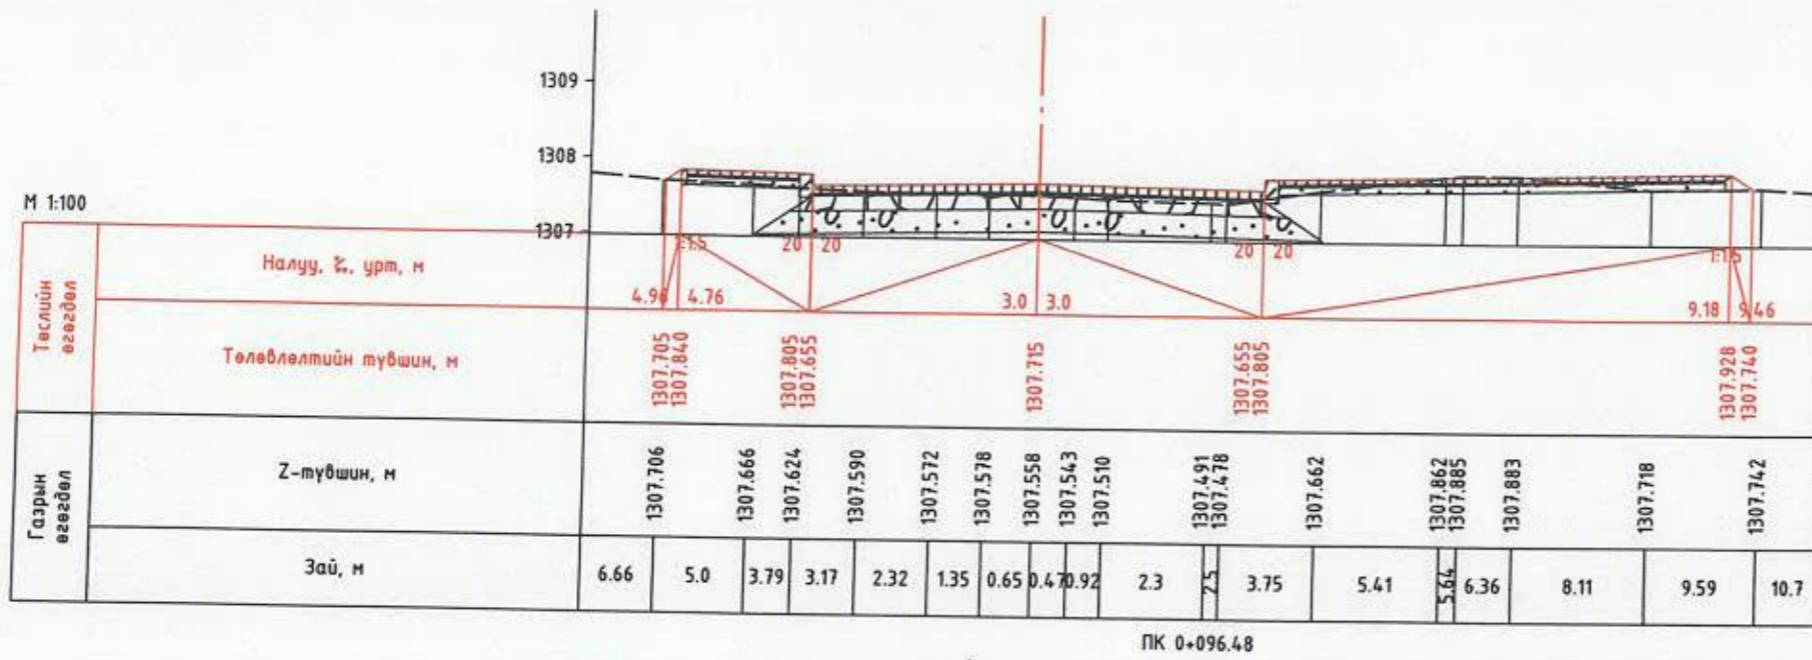 1309
1308
М 1:100
1307
Төслийн өгөгдөл
Налуу, ‰, урт, м
1:1.5 20 20 20 20 1:1.5
4.96 4.76 3.0 3.0 9.18 9.46
Төлөвлөлтийн түвшин, м
1307.705 1307.840 1307.805 1307.655 1307.715 1307.655 1307.805 1307.928 1307.740
Газрын өгөгдөл
Z-түвшин, м
1307.706 1307.666 1307.624 1307.590 1307.572 1307.578 1307.558 1307.543 1307.510 1307.491 1307.478 1307.662 1307.862 1307.885 1307.883 1307.718 1307.742
Зай, м
6.66 5.0 3.79 3.17 2.32 1.35 0.65 0.47 0.92 2.3 2.5 3.75 5.41 5.64 6.36 8.11 9.59 10.7
ПК 0+096.48